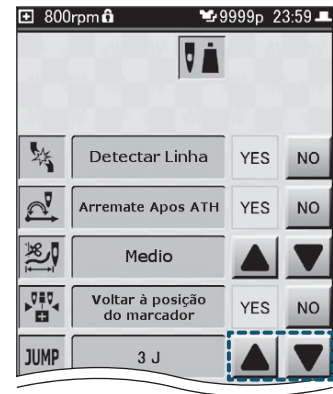 800rpm 9999p 23:59
Detectar Linha YES NO
Arremate Apos ATH YES NO
Medio
Voltar à posição
do marcador YES NO
JUMP 3 J